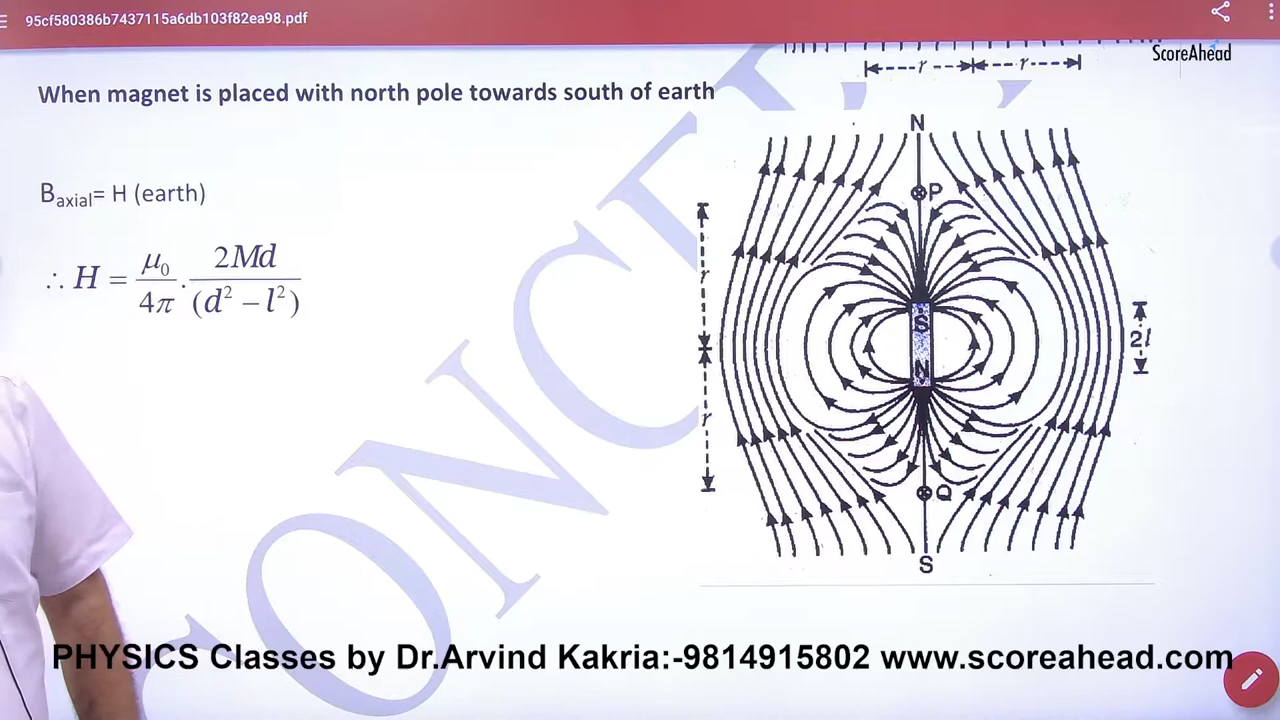 95cf580386b7437115a6db103f82ea98.pdf
ScoreAhead
r r
When magnet is placed with north pole towards south of earth
N
P
B_axial= H (earth)
∴ H = μ₀/4π . 2Md/(d² – l²)
r
S
2l
N
r
Q
S
CONC
PHYSICS Classes by Dr.Arvind Kakria:-9814915802 www.scoreahead.com